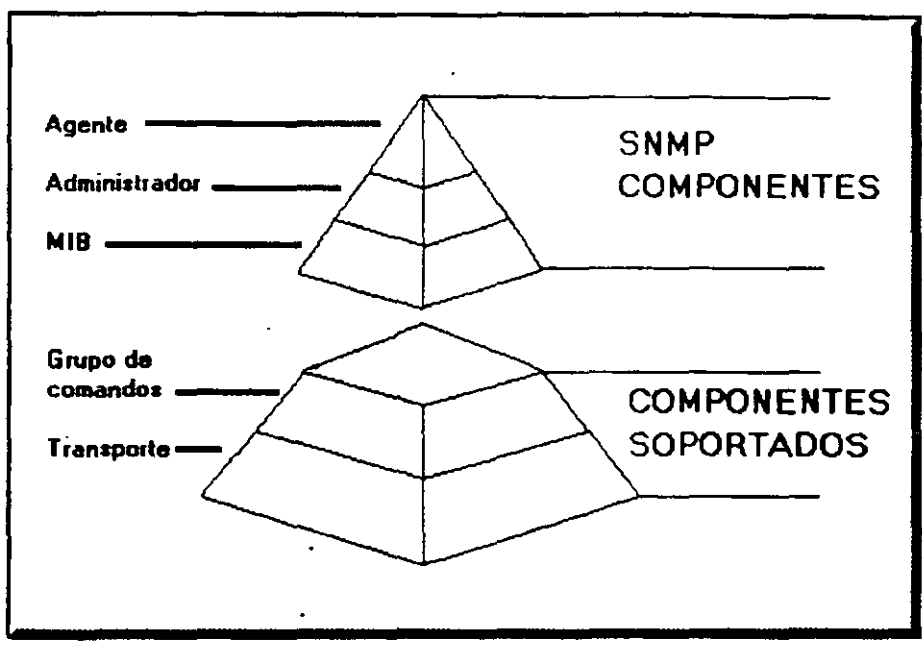 Agente
Administrador
MIB
SNMP
COMPONENTES
Grupo de
comandos
Transporte
COMPONENTES
SOPORTADOS